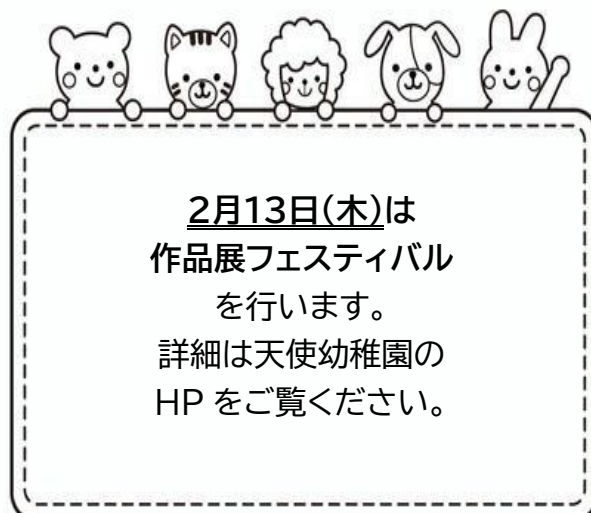 2月13日(木)は
作品展フェスティバル
を行います。
詳細は天使幼稚園の
HP をご覧ください。